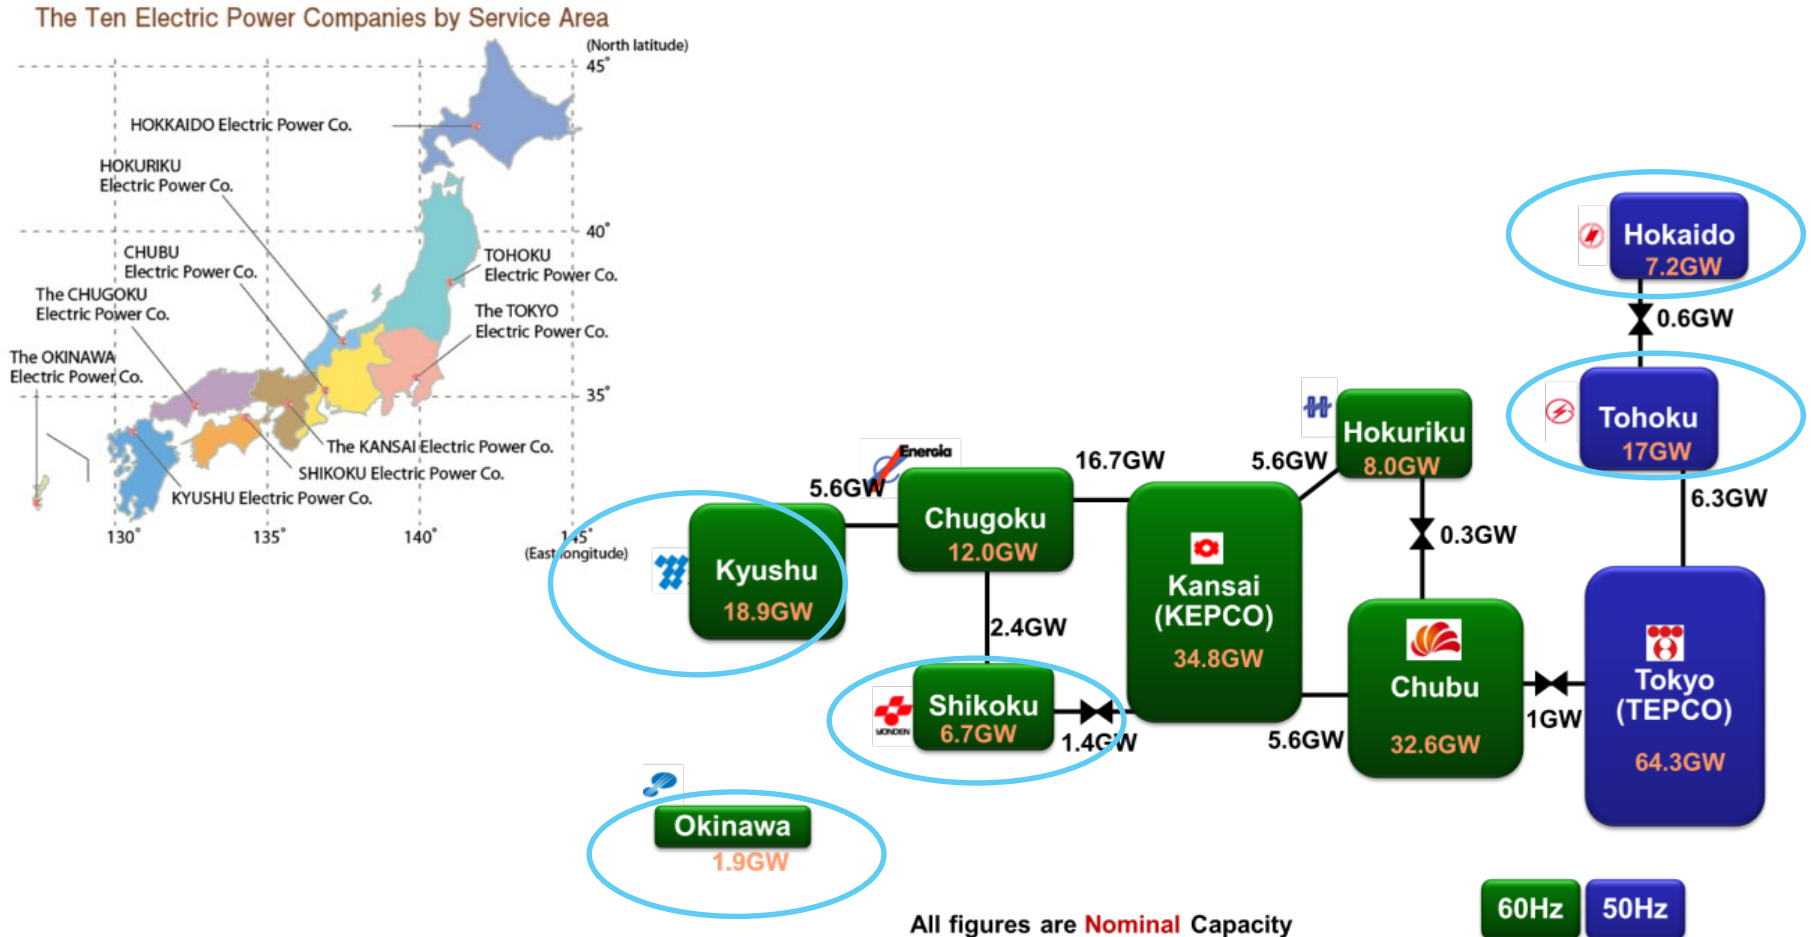 The Ten Electric Power Companies by Service Area
(North latitude)
45°
HOKKAIDO Electric Power Co.
HOKURIKU
Electric Power Co.
40°
CHUBU
Electric Power Co.
TOHOKU
Electric Power Co.
The CHUGOKU
Electric Power Co.
The TOKYO
Electric Power Co.
The OKINAWA
Electric Power Co.
35°
The KANSAI Electric Power Co.
SHIKOKU Electric Power Co.
KYUSHU Electric Power Co.
130°
135°
140°
145°
(East longitude)
Hokaido
7.2GW
0.6GW
Tohoku
17GW
6.3GW
Hokuriku
8.0GW
5.6GW
0.3GW
16.7GW
Energia
5.6GW
Chugoku
12.0GW
Kyushu
18.9GW
2.4GW
Kansai
(KEPCO)
34.8GW
Shikoku
6.7GW
YONDEN
1.4GW
5.6GW
Chubu
32.6GW
1GW
Tokyo
(TEPCO)
64.3GW
Okinawa
1.9GW
All figures are Nominal Capacity
60Hz
50Hz